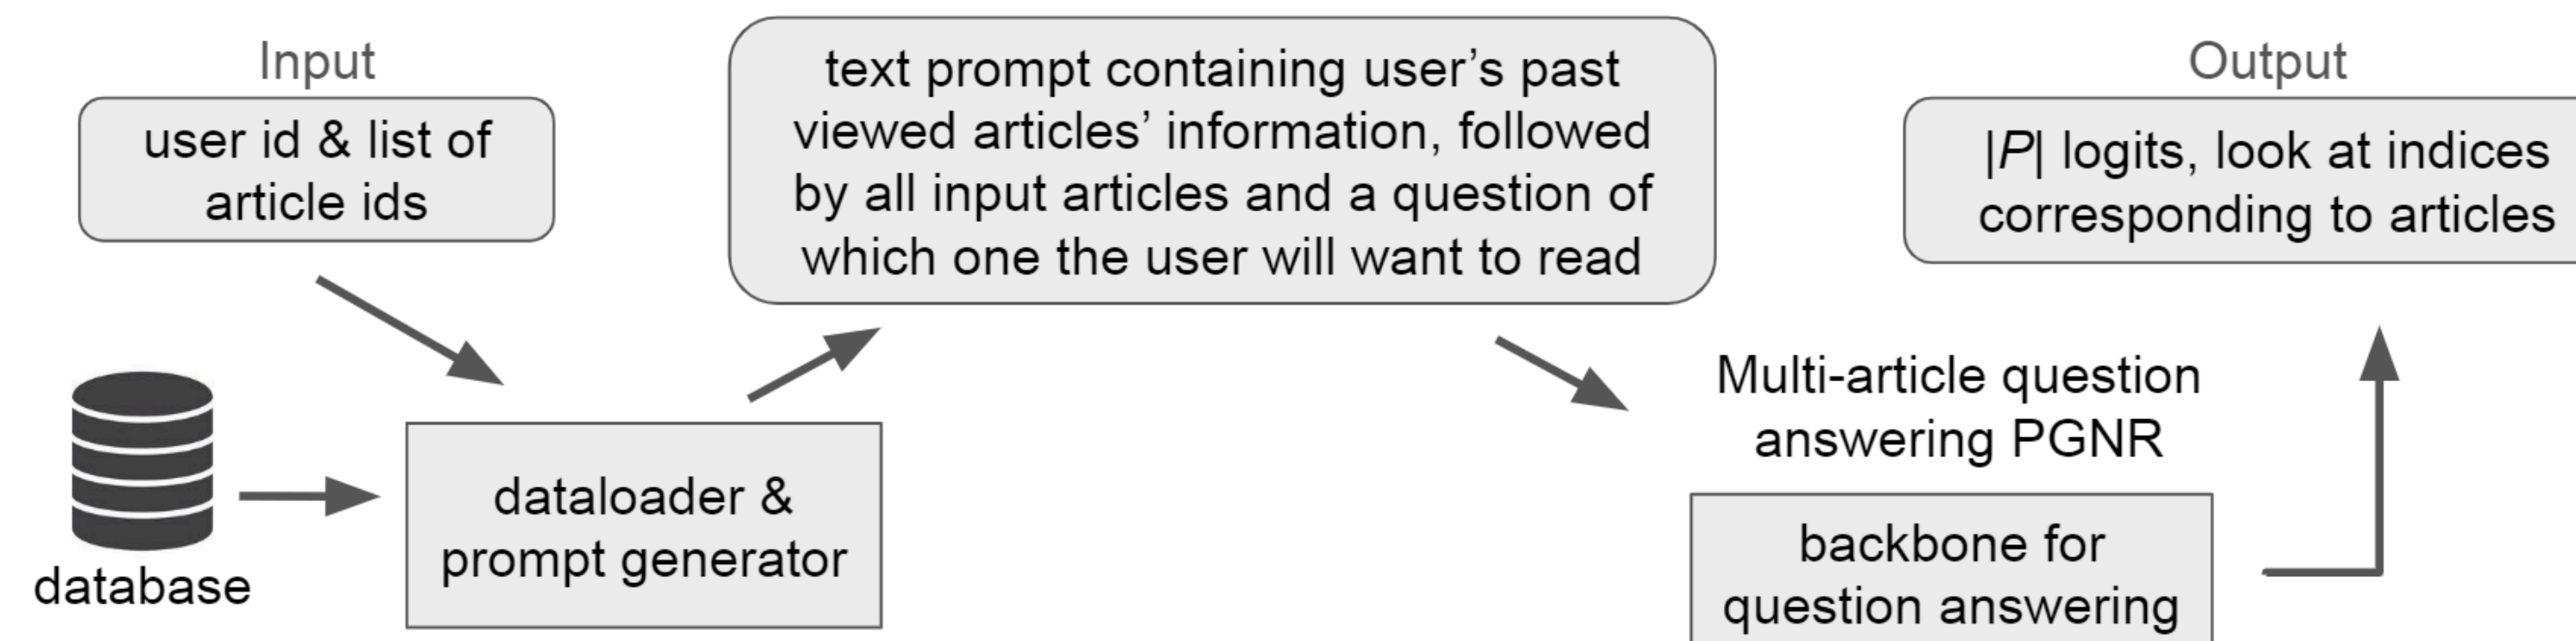 Input
user id & list of
article ids
database
dataloader &
prompt generator
text prompt containing user’s past
viewed articles’ information, followed
by all input articles and a question of
which one the user will want to read
Multi-article question
answering PGNR
backbone for
question answering
Output
|P| logits, look at indices
corresponding to articles